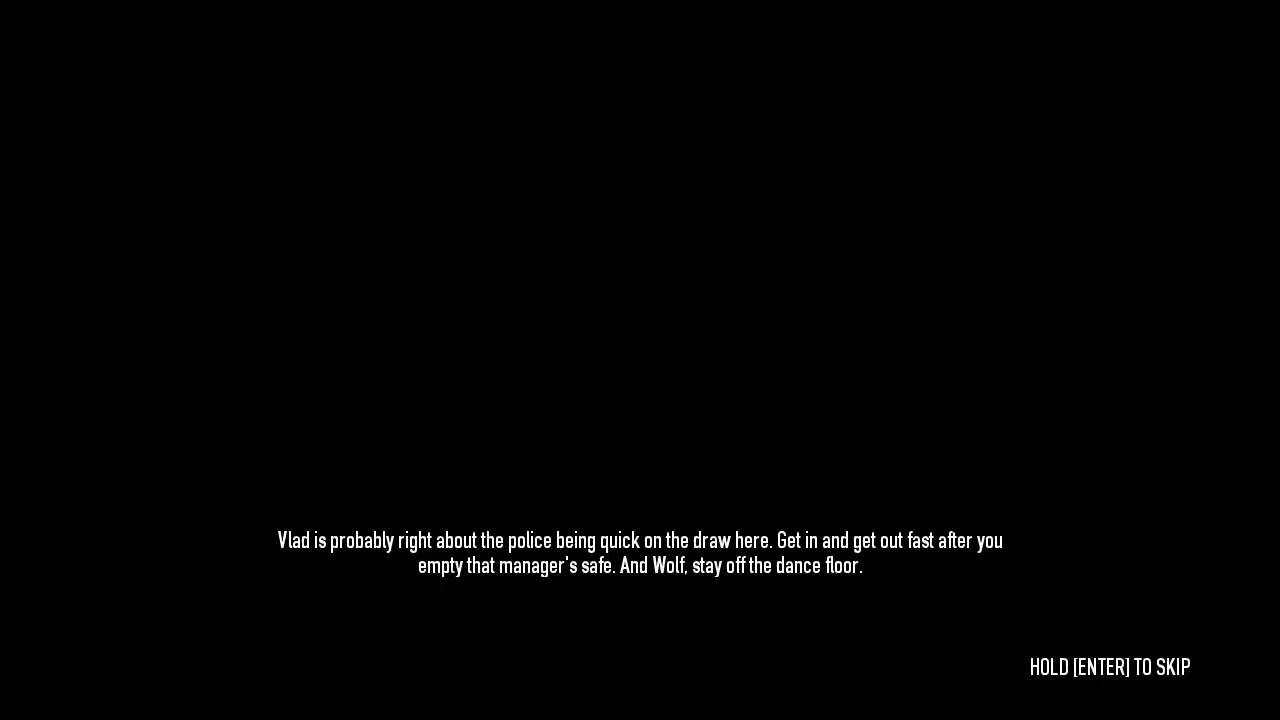 Vlad is probably right about the police being quick on the draw here. Get in and get out fast after you
empty that manager's safe. And Wolf, stay off the dance floor.
HOLD [ENTER] TO SKIP